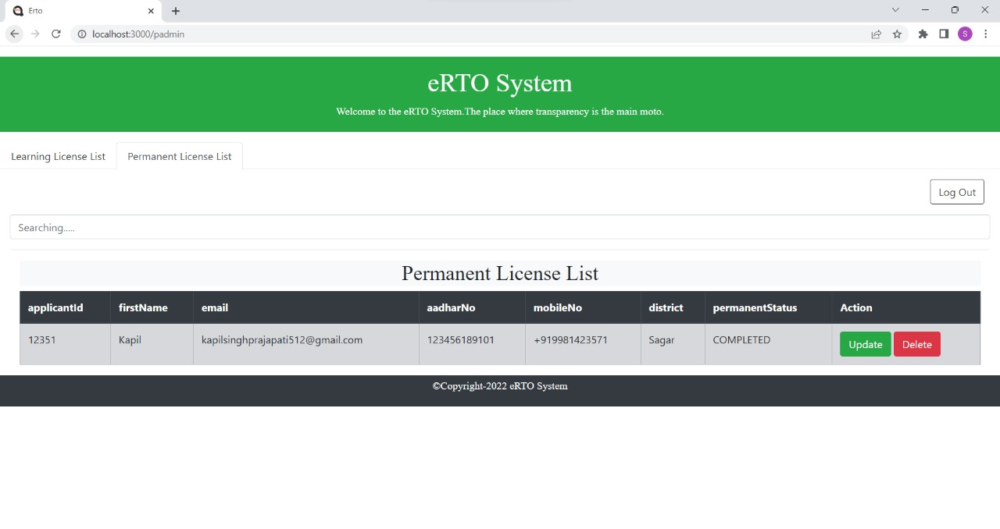 Erto
localhost:3000/padmin
S
eRTO System
Welcome to the eRTO System.The place where transparency is the main moto.
Learning License List Permanent License List
Log Out
Searching.....
Permanent License List
applicantId firstName email aadharNo mobileNo district permanentStatus Action
12351 Kapil kapilsinghprajapati512@gmail.com 123456189101 +919981423571 Sagar COMPLETED Update Delete
©Copyright-2022 eRTO System